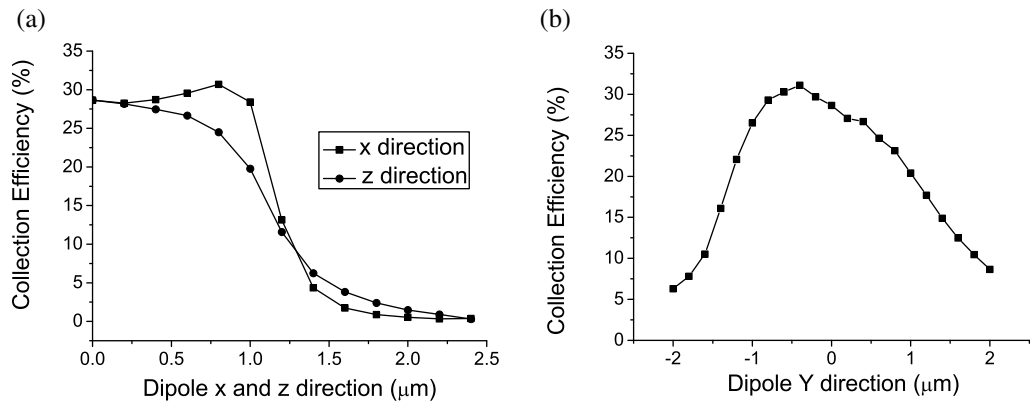 (a)
Collection Efficiency (%)
35
30
25
20
15
10
5
0
0.0 0.5 1.0 1.5 2.0 2.5
Dipole x and z direction (μm)
x direction
z direction
(b)
Collection Efficiency (%)
35
30
25
20
15
10
5
0
-2 -1 0 1 2
Dipole Y direction (μm)